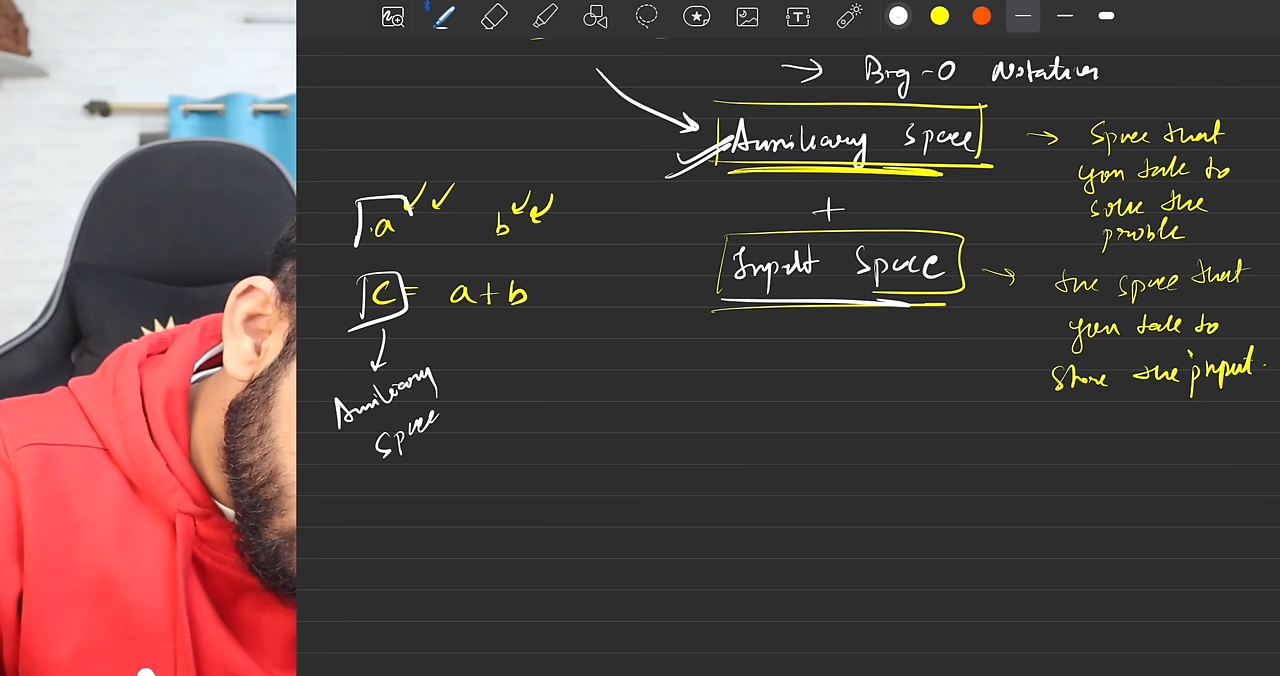 → Big-O Notation
Auxiliary Space → Space that
you take to
solve the
proble
+
Input Space → the space that
you take to
store the input.
a b
c = a+b
Auxiliary
Space